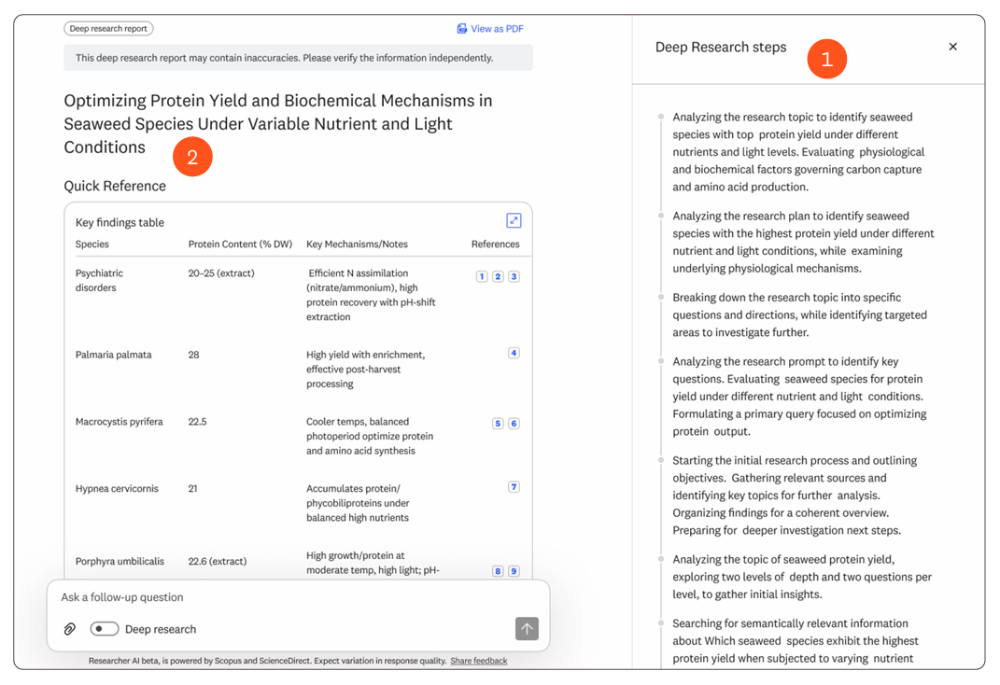 Deep research report
View as PDF
This deep research report may contain inaccuracies. Please verify the information independently.
Optimizing Protein Yield and Biochemical Mechanisms in
Seaweed Species Under Variable Nutrient and Light
Conditions
2
Quick Reference
Key findings table
Species Protein Content (% DW) Key Mechanisms/Notes References
Psychiatric 20–25 (extract) Efficient N assimilation 1 2 3
disorders (nitrate/ammonium), high
protein recovery with pH-shift
extraction
Palmaria palmata 28 High yield with enrichment, 4
effective post-harvest
processing
Macrocystis pyrifera 22.5 Cooler temps, balanced 5 6
photoperiod optimize protein
and amino acid synthesis
Hypnea cervicornis 21 Accumulates protein/ 7
phycobiliproteins under
balanced high nutrients
Porphyra umbilicalis 22.6 (extract) High growth/protein at
moderate temp, high light; pH- 8 9
Ask a follow-up question
Deep research
Researcher AI beta, is powered by Scopus and ScienceDirect. Expect variation in response quality. Share feedback
Deep Research steps
1
Analyzing the research topic to identify seaweed
species with top protein yield under different
nutrients and light levels. Evaluating physiological
and biochemical factors governing carbon capture
and amino acid production.
Analyzing the research plan to identify seaweed
species with the highest protein yield under different
nutrient and light conditions, while examining
underlying physiological mechanisms.
Breaking down the research topic into specific
questions and directions, while identifying targeted
areas to investigate further.
Analyzing the research prompt to identify key
questions. Evaluating seaweed species for protein
yield under different nutrient and light conditions.
Formulating a primary query focused on optimizing
protein output.
Starting the initial research process and outlining
objectives. Gathering relevant sources and
identifying key topics for further analysis.
Organizing findings for a coherent overview.
Preparing for deeper investigation next steps.
Analyzing the topic of seaweed protein yield,
exploring two levels of depth and two questions per
level, to gather initial insights.
Searching for semantically relevant information
about Which seaweed species exhibit the highest
protein yield when subjected to varying nutrient